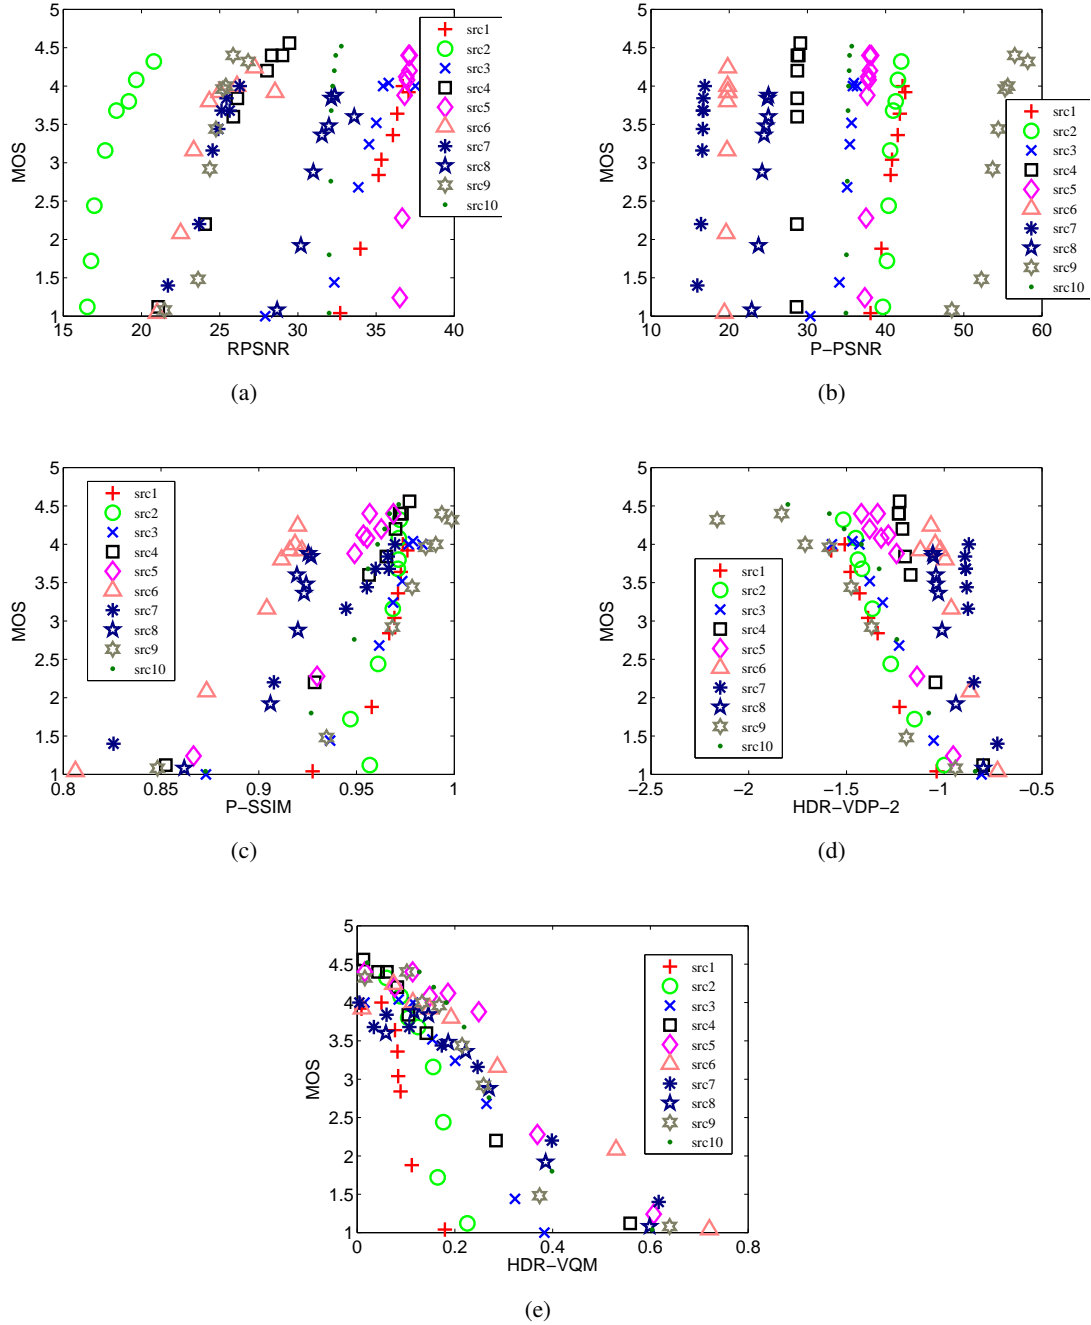 5
4.5
4
3.5
3
2.5
2
1.5
1
MOS
15 20 25 30 35 40
RPSNR
src1
src2
src3
src4
src5
src6
src7
src8
src9
src10
(a)
5
4.5
4
3.5
3
2.5
2
1.5
1
MOS
10 20 30 40 50 60
P-PSNR
src1
src2
src3
src4
src5
src6
src7
src8
src9
src10
(b)
5
4.5
4
3.5
3
2.5
2
1.5
1
MOS
0.8 0.85 0.9 0.95 1
P-SSIM
src1
src2
src3
src4
src5
src6
src7
src8
src9
src10
(c)
5
4.5
4
3.5
3
2.5
2
1.5
1
MOS
-2.5 -2 -1.5 -1 -0.5
HDR-VDP-2
src1
src2
src3
src4
src5
src6
src7
src8
src9
src10
(d)
5
4.5
4
3.5
3
2.5
2
1.5
1
MOS
0 0.2 0.4 0.6 0.8
HDR-VQM
src1
src2
src3
src4
src5
src6
src7
src8
src9
src10
(e)